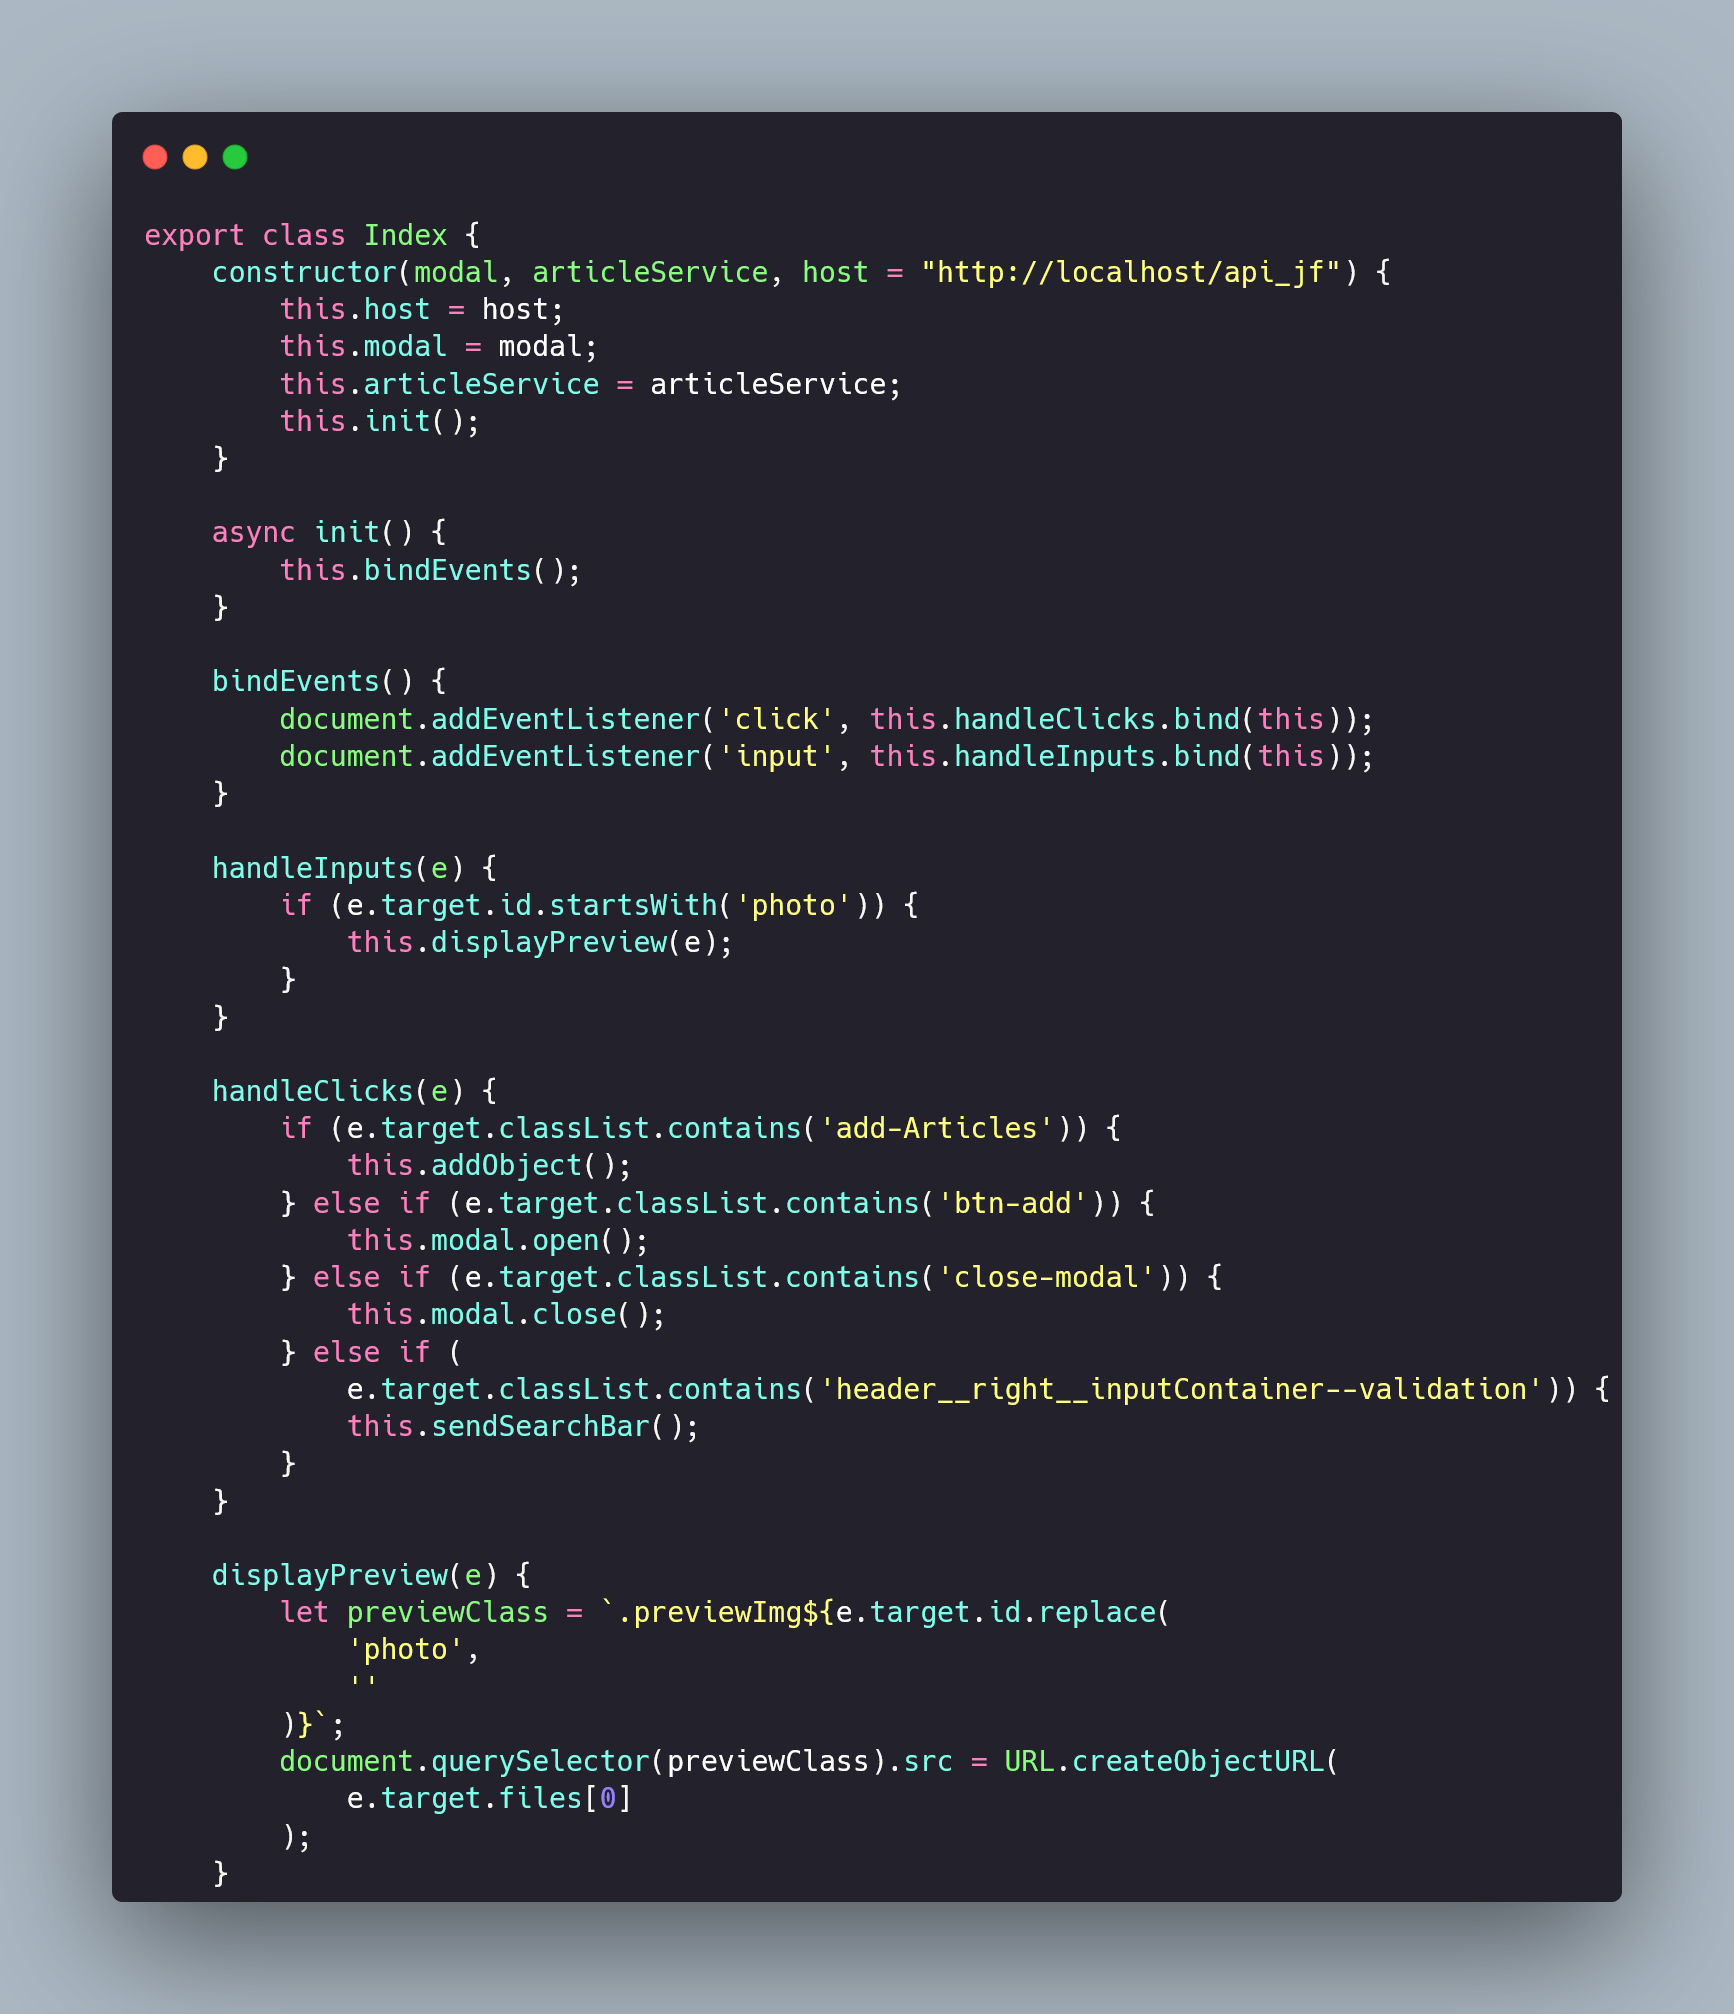 export class Index {
    constructor(modal, articleService, host = "http://localhost/api_jf") {
        this.host = host;
        this.modal = modal;
        this.articleService = articleService;
        this.init();
    }

    async init() {
        this.bindEvents();
    }

    bindEvents() {
        document.addEventListener('click', this.handleClicks.bind(this));
        document.addEventListener('input', this.handleInputs.bind(this));
    }

    handleInputs(e) {
        if (e.target.id.startsWith('photo')) {
            this.displayPreview(e);
        }
    }

    handleClicks(e) {
        if (e.target.classList.contains('add-Articles')) {
            this.addObject();
        } else if (e.target.classList.contains('btn-add')) {
            this.modal.open();
        } else if (e.target.classList.contains('close-modal')) {
            this.modal.close();
        } else if (
            e.target.classList.contains('header__right__inputContainer--validation')) {
            this.sendSearchBar();
        }
    }

    displayPreview(e) {
        let previewClass = `.previewImg${e.target.id.replace(
            'photo',
            ''
        )}`;
        document.querySelector(previewClass).src = URL.createObjectURL(
            e.target.files[0]
        );
    }